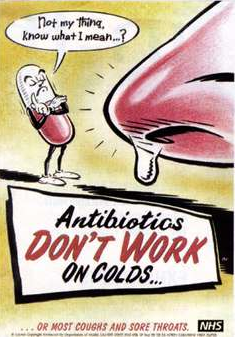 Not my thing,
know what I mean...?
Antibiotics
DON'T WORK
ON COLDS...
...OR MOST COUGHS AND SORE THROATS.
NHS